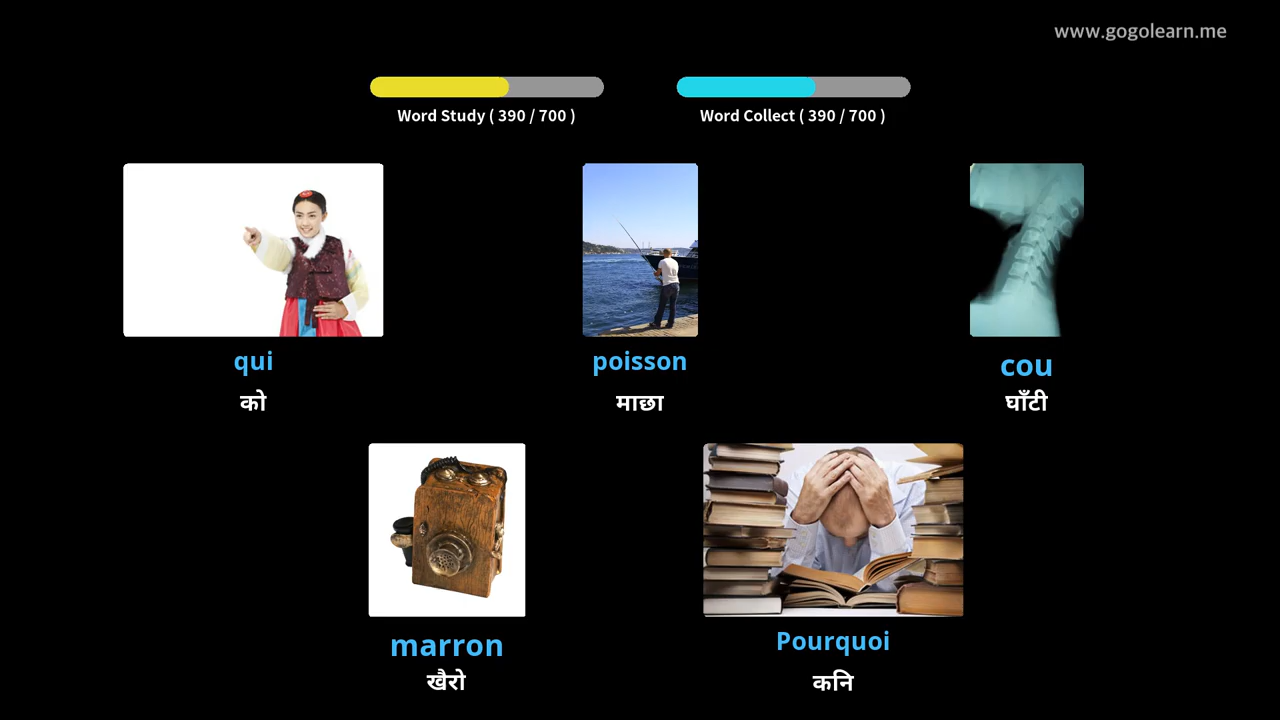 www.gogolearn.me
Word Study ( 390 / 700 )
Word Collect ( 390 / 700 )
qui
को
poisson
माछा
cou
घाँटी
marron
खैरो
Pourquoi
कनि